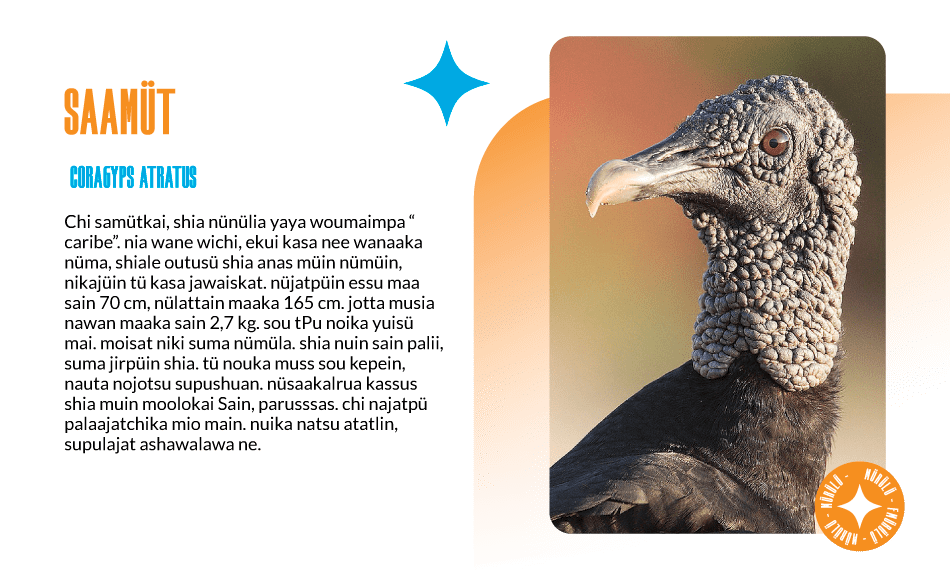 SAAMÜT
CORAGYPS ATRATUS
Chi samütkai, shia nünülia yaya woumaimpa “
caribe”. nia wane wichi, ekui kasa nee wanaaka
nüma, shiale outusü shia anas müin nümüin,
nikajüin tü kasa jawaiskat. nüjatpüin essu maa
sain 70 cm, nülattain maaka 165 cm. jotta musia
nawan maaka sain 2,7 kg. sou tPu noika yuisü
mai. moisat niki suma nümüla. shia nuin sain palii,
suma jirpüin shia. tü nouka muss sou kepein,
nauta nojotsu supushuan. nüsaakalrua kassus
shia muin moolokai Sain, parusssas. chi najatpü
palaajatchika mio main. nuika natsu atatlin,
supulajat ashawalawa ne.